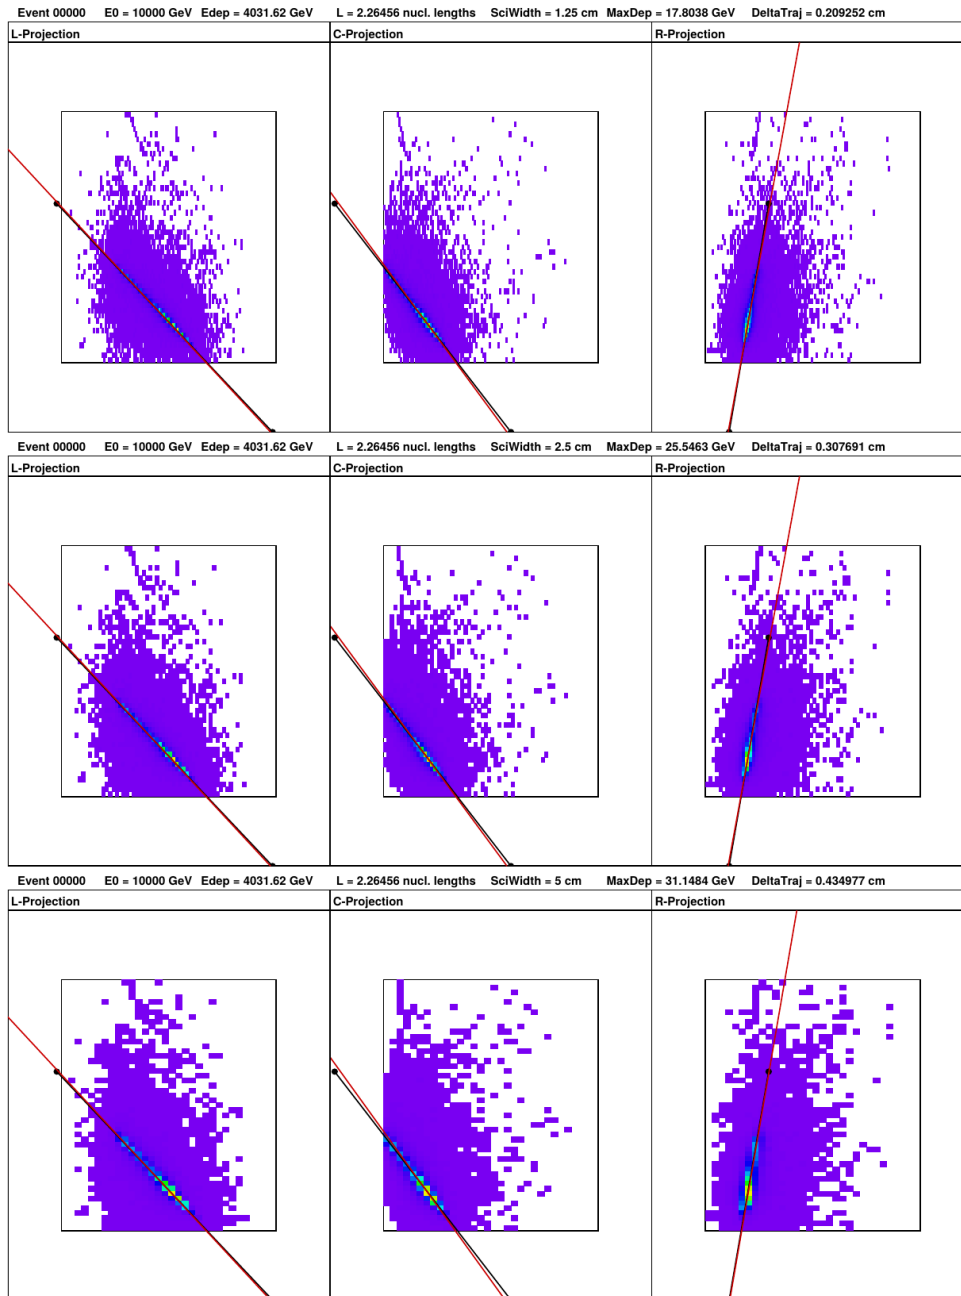 Event 00000 E0 = 10000 GeV Edep = 4031.62 GeV L = 2.26456 nucl. lengths SciWidth = 1.25 cm MaxDep = 17.8038 GeV DeltaTraj = 0.209252 cm
L-Projection C-Projection R-Projection
Event 00000 E0 = 10000 GeV Edep = 4031.62 GeV L = 2.26456 nucl. lengths SciWidth = 2.5 cm MaxDep = 25.5463 GeV DeltaTraj = 0.307691 cm
L-Projection C-Projection R-Projection
Event 00000 E0 = 10000 GeV Edep = 4031.62 GeV L = 2.26456 nucl. lengths SciWidth = 5 cm MaxDep = 31.1484 GeV DeltaTraj = 0.434977 cm
L-Projection C-Projection R-Projection